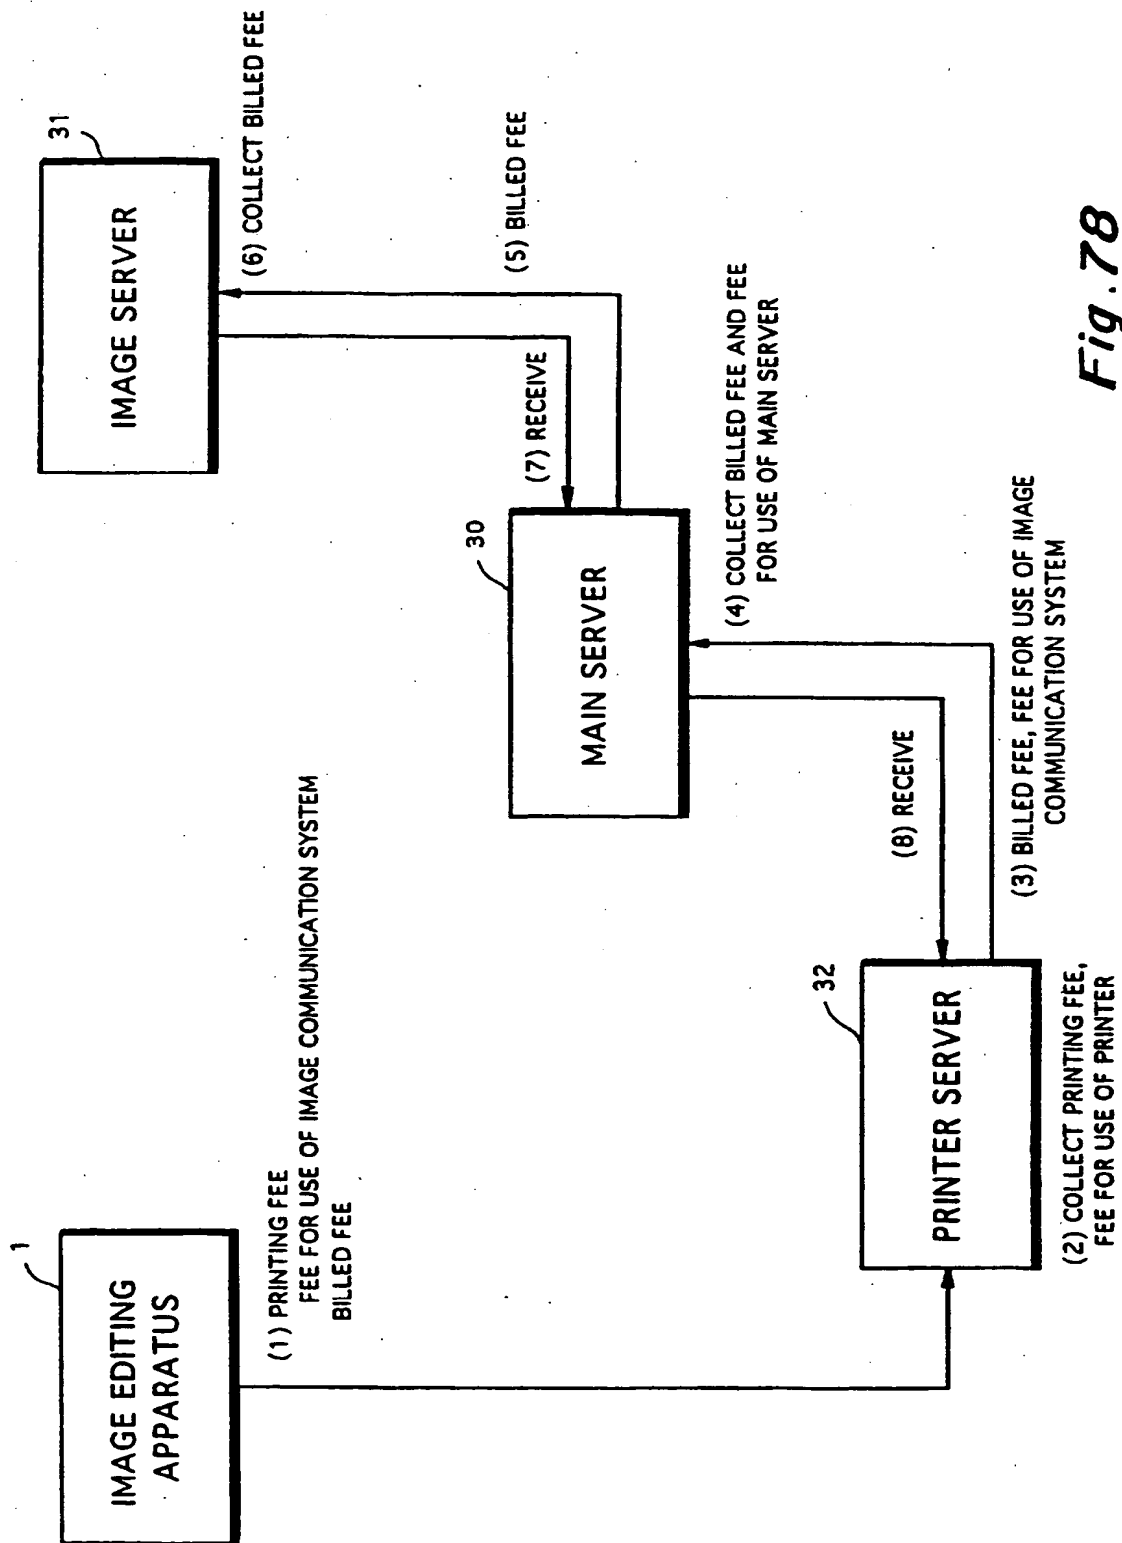 1
IMAGE EDITING
APPARATUS
(1) PRINTING FEE
FEE FOR USE OF IMAGE COMMUNICATION SYSTEM
BILLED FEE
32
PRINTER SERVER
(2) COLLECT PRINTING FEE,
FEE FOR USE OF PRINTER
(3) BILLED FEE, FEE FOR USE OF IMAGE
COMMUNICATION SYSTEM
(8) RECEIVE
30
MAIN SERVER
(4) COLLECT BILLED FEE AND FEE
FOR USE OF MAIN SERVER
(7) RECEIVE
(5) BILLED FEE
31
IMAGE SERVER
(6) COLLECT BILLED FEE
Fig.78